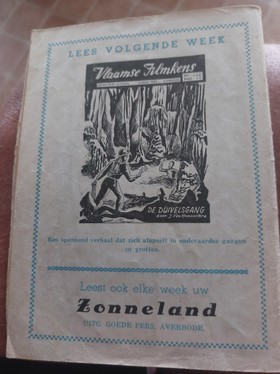 LEES VOLGENDE WEEK
Vlaamse Filmkens
DE DUIVELSGANG
Een spannend verhaal dat zich afspeelt in onderaardse gangen
en grotten.
Leest ook elke week uw
Zonneland
UITG. GOEDE PERS, AVERBODE.